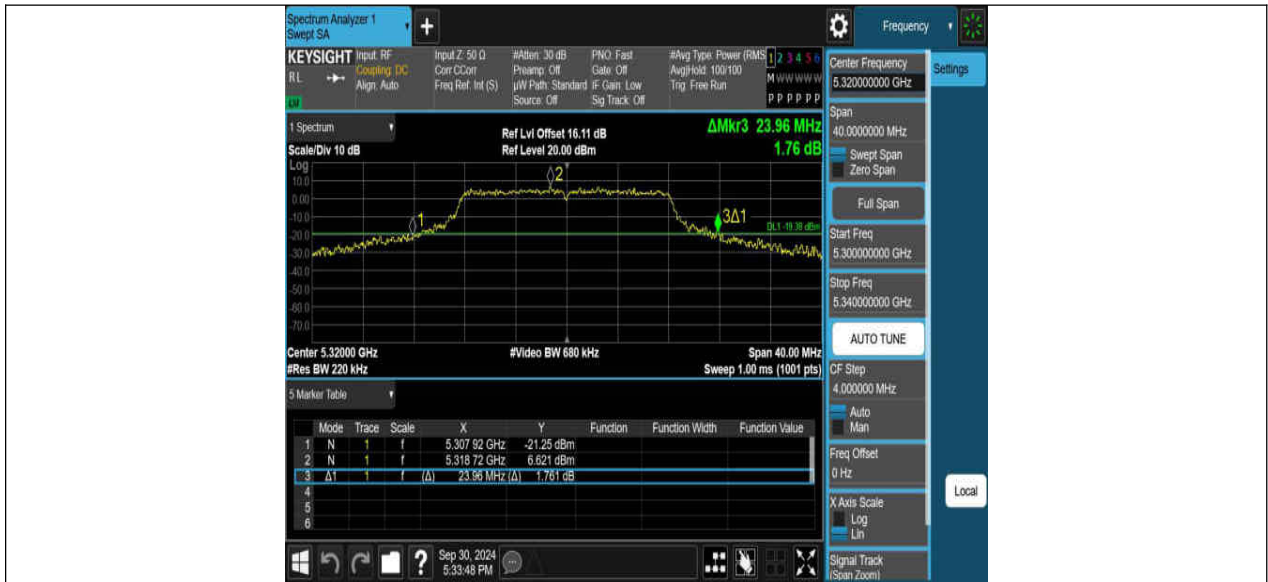 Spectrum Analyzer 1
Swept SA
+
Frequency
KEYSIGHT
RL
LXI
Input: RF
Coupling: DC
Align: Auto
Input Z: 50 Ω
Corr CCorr
Freq Ref: Int (S)
#Atten: 30 dB
Preamp: Off
µW Path: Standard
Source: Off
PNO: Fast
Gate: Off
IF Gain: Low
Sig Track: Off
#Avg Type: Power (RMS
Avg|Hold: 100/100
Trig: Free Run
1 2 3 4 5 6
M W W W W W
P P P P P P
1 Spectrum
Scale/Div 10 dB
Log
Ref Lvl Offset 16.11 dB
Ref Level 20.00 dBm
ΔMkr3 23.96 MHz
1.76 dB
10.0
0.00
-10.0
-20.0
-30.0
-40.0
-50.0
-60.0
-70.0
1
2
3Δ1
DL1 -19.38 dBm
Center 5.32000 GHz
#Res BW 220 kHz
#Video BW 680 kHz
Span 40.00 MHz
Sweep 1.00 ms (1001 pts)
5 Marker Table
Mode Trace Scale X Y Function Function Width Function Value
1 N 1 f 5.307 92 GHz -21.25 dBm
2 N 1 f 5.318 72 GHz 6.621 dBm
3 Δ1 1 f (Δ) 23.96 MHz (Δ) 1.761 dB
4
5
6
Sep 30, 2024
5:33:48 PM
?
Center Frequency
5.320000000 GHz
Span
40.0000000 MHz
Swept Span
Zero Span
Full Span
Start Freq
5.300000000 GHz
Stop Freq
5.340000000 GHz
AUTO TUNE
CF Step
4.000000 MHz
Auto
Man
Freq Offset
0 Hz
X Axis Scale
Log
Lin
Signal Track
(Span Zoom)
Settings
Local